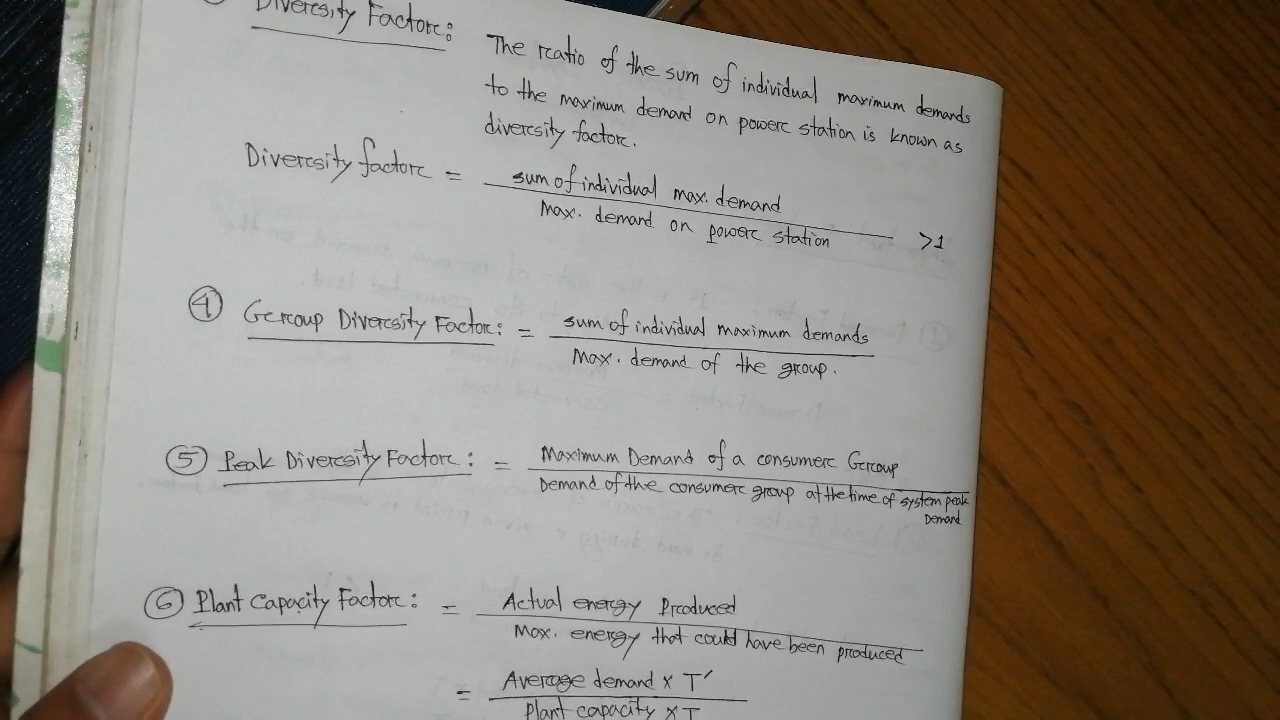 Diversity Factor:
The ratio of the sum of individual maximum demands
to the maximum demand on power station is known as
diversity factor.
Diversity factor = sum of individual max. demand
Max. demand on power station >1
④ Group Diversity Factor: = sum of individual maximum demands
Max. demand of the group.
⑤ Peak Diversity Factor: = Maximum Demand of a consumer Group
Demand of the consumer group at the time of system peak
Demand
⑥ Plant Capacity Factor: = Actual energy Produced
Max. energy that could have been produced
= Average demand × T'
Plant capacity × T